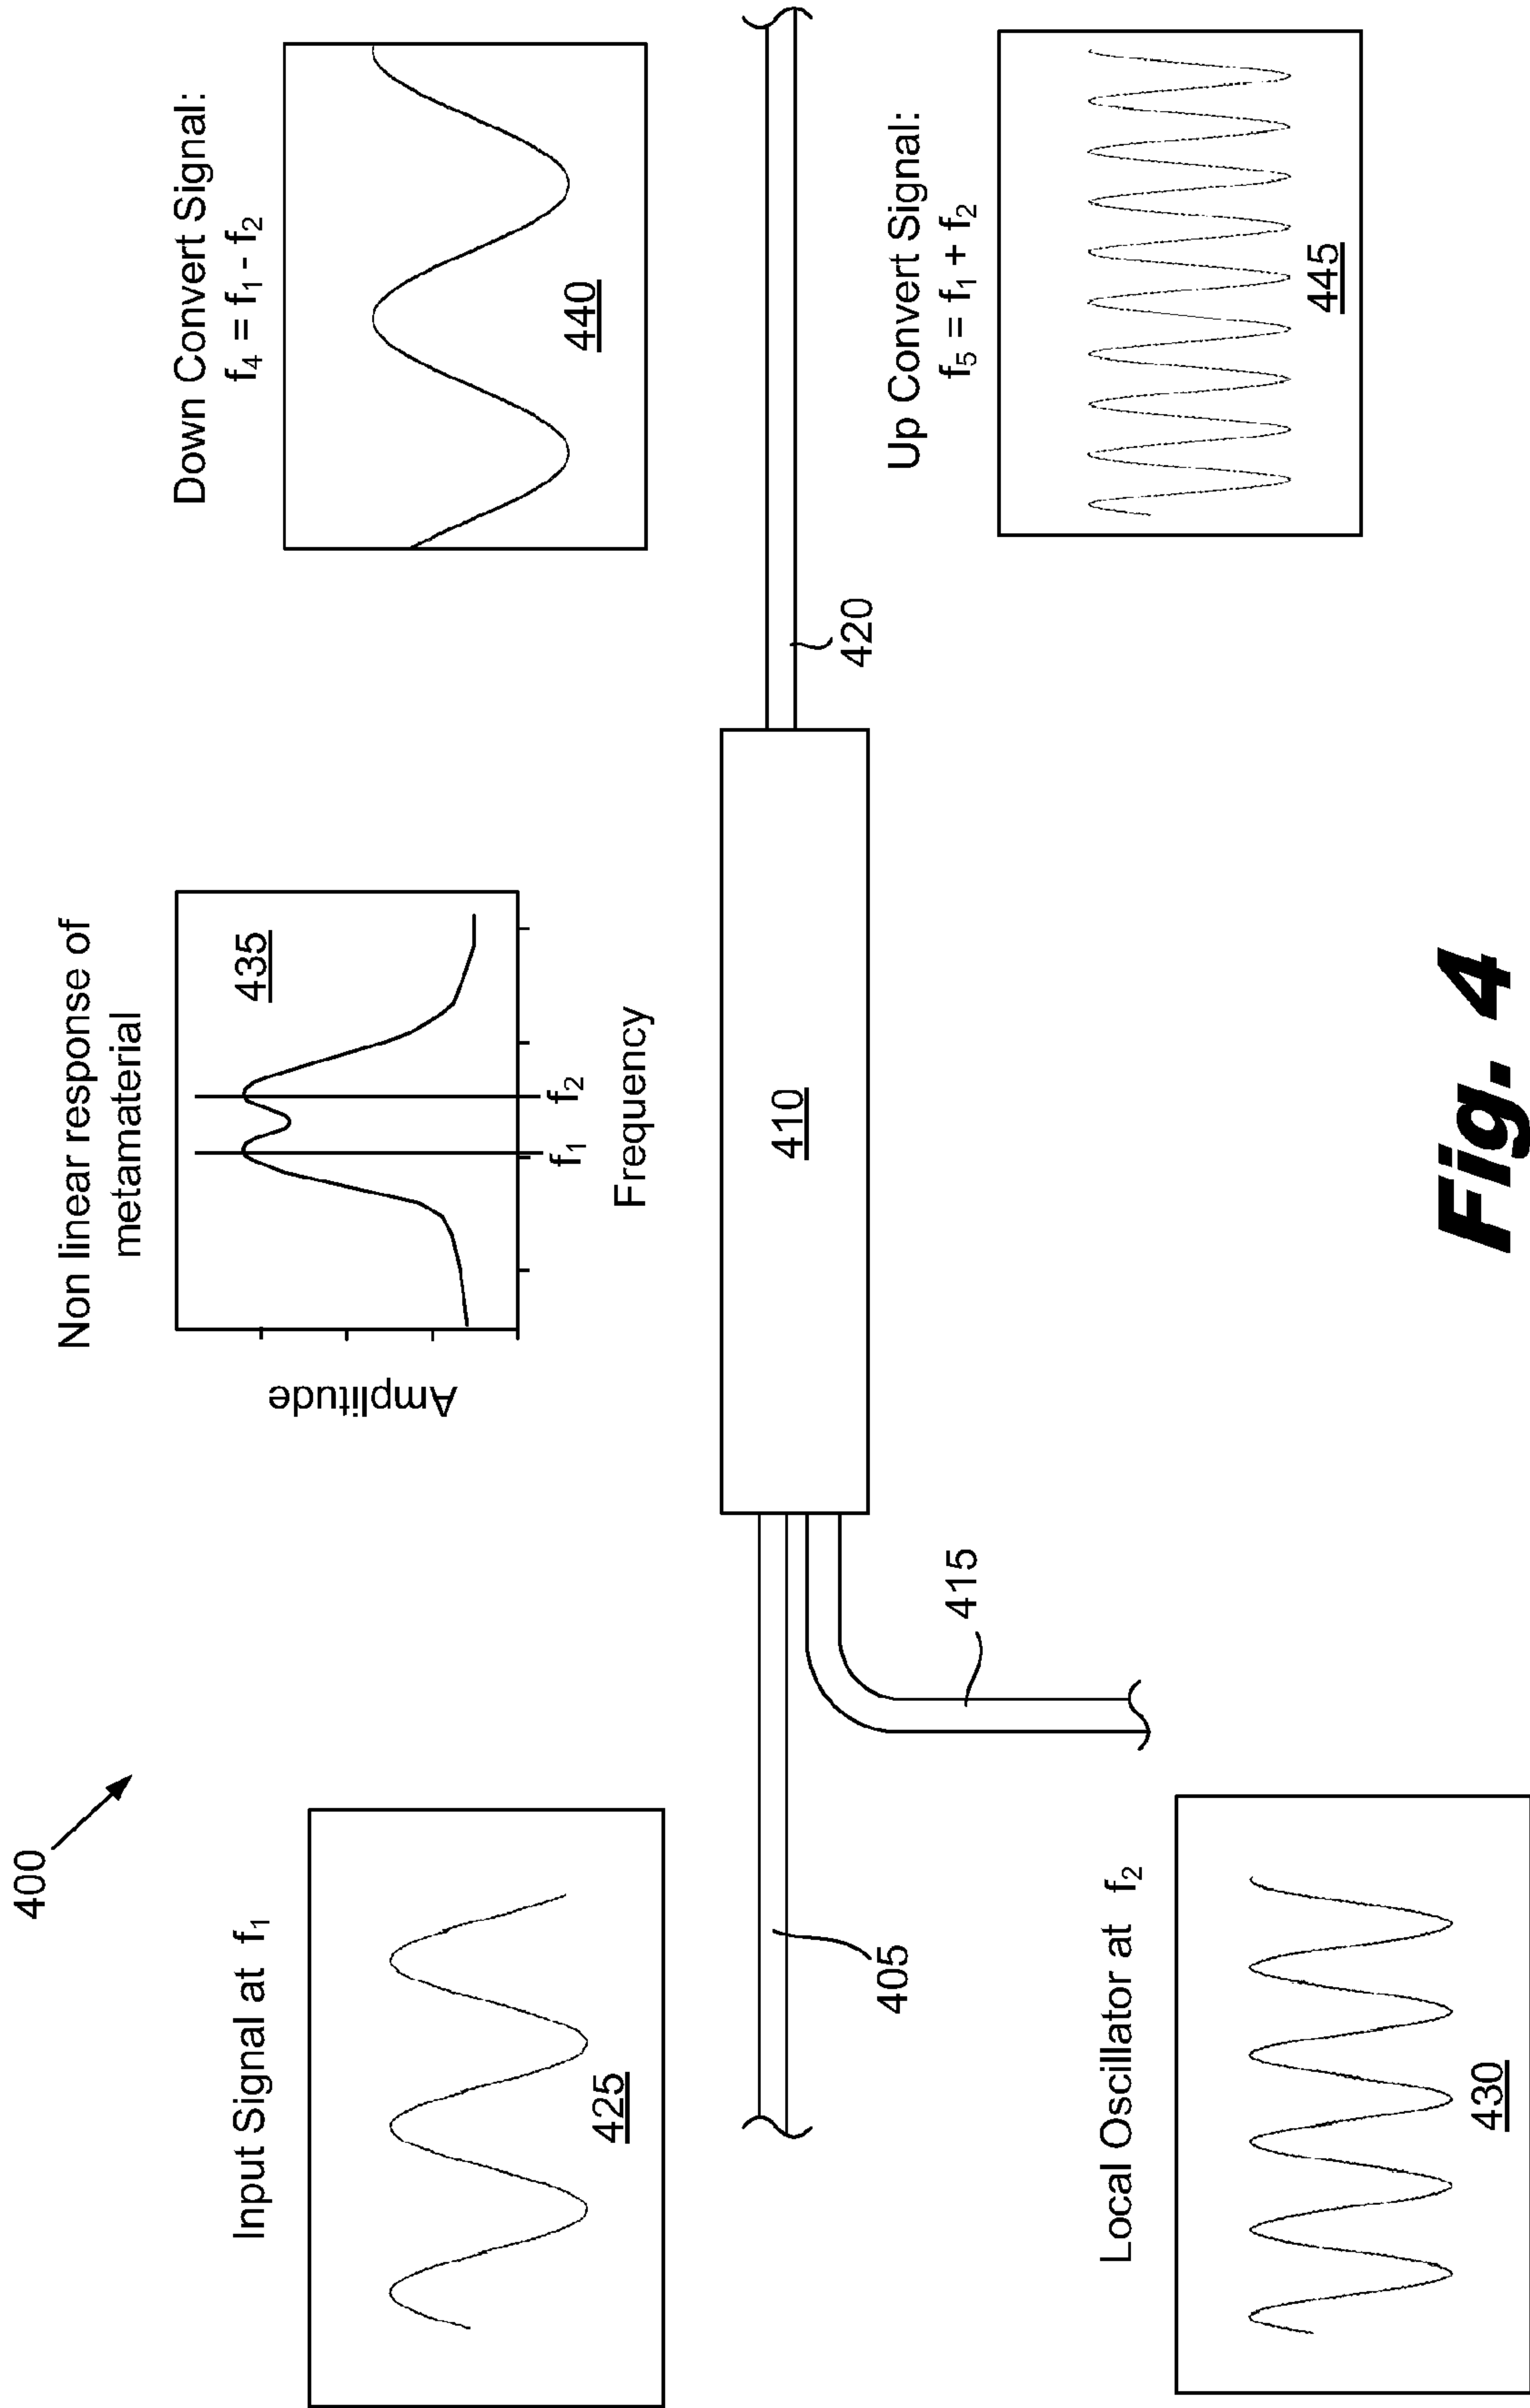 400
Input Signal at f₁
425
Non linear response of
metamaterial
Amplitude
435
f₁
f₂
Frequency
Down Convert Signal:
f₄ = f₁ - f₂
440
405
410
415
420
Local Oscillator at f₂
430
Up Convert Signal:
f₅ = f₁ + f₂
445
Fig. 4